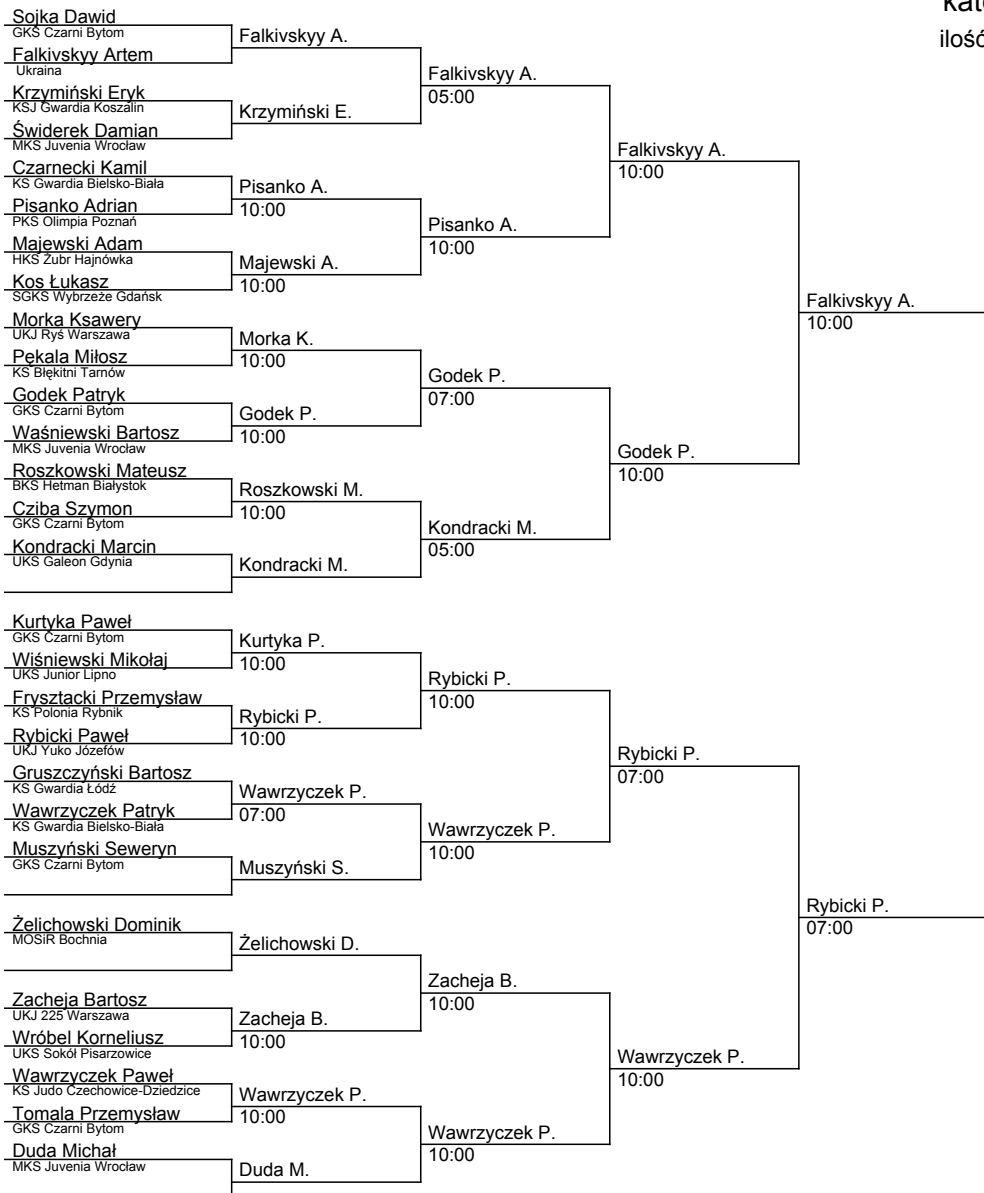 kat
ilość
Sojka Dawid
GKS Czarni Bytom
Falkivskyy Artem
Ukraina
Krzymiński Eryk
KSJ Gwardia Koszalin
Świderek Damian
MKS Juvenia Wrocław
Czarnecki Kamil
KS Gwardia Bielsko-Biała
Pisanko Adrian
PKS Olimpia Poznań
Majewski Adam
HKS Żubr Hajnówka
Kos Łukasz
SGKS Wybrzeże Gdańsk
Morka Ksawery
UKJ Ryś Warszawa
Pękala Miłosz
KS Błękitni Tarnów
Godek Patryk
GKS Czarni Bytom
Waśniewski Bartosz
MKS Juvenia Wrocław
Roszkowski Mateusz
BKS Hetman Białystok
Cziba Szymon
GKS Czarni Bytom
Kondracki Marcin
UKS Galeon Gdynia
Kurtyka Paweł
GKS Czarni Bytom
Wiśniewski Mikołaj
UKS Junior Lipno
Frysztacki Przemysław
KS Polonia Rybnik
Rybicki Paweł
UKJ Yuko Józefów
Gruszczyński Bartosz
KS Gwardia Łódź
Wawrzyczek Patryk
KS Gwardia Bielsko-Biała
Muszyński Seweryn
GKS Czarni Bytom
Żelichowski Dominik
MOSiR Bochnia
Zacheja Bartosz
UKJ 225 Warszawa
Wróbel Korneliusz
UKS Sokół Pisarzowice
Wawrzyczek Paweł
KS Judo Czechowice-Dziedzice
Tomala Przemysław
GKS Czarni Bytom
Duda Michał
MKS Juvenia Wrocław
Falkivskyy A.
Krzymiński E.
Pisanko A.
10:00
Majewski A.
10:00
Morka K.
10:00
Godek P.
10:00
Roszkowski M.
10:00
Kondracki M.
Kurtyka P.
10:00
Rybicki P.
10:00
Wawrzyczek P.
07:00
Muszyński S.
Żelichowski D.
Zacheja B.
10:00
Wawrzyczek P.
10:00
Duda M.
Falkivskyy A.
05:00
Pisanko A.
10:00
Godek P.
07:00
Kondracki M.
05:00
Rybicki P.
10:00
Wawrzyczek P.
10:00
Zacheja B.
10:00
Wawrzyczek P.
10:00
Falkivskyy A.
10:00
Godek P.
10:00
Rybicki P.
07:00
Wawrzyczek P.
10:00
Falkivskyy A.
10:00
Rybicki P.
07:00